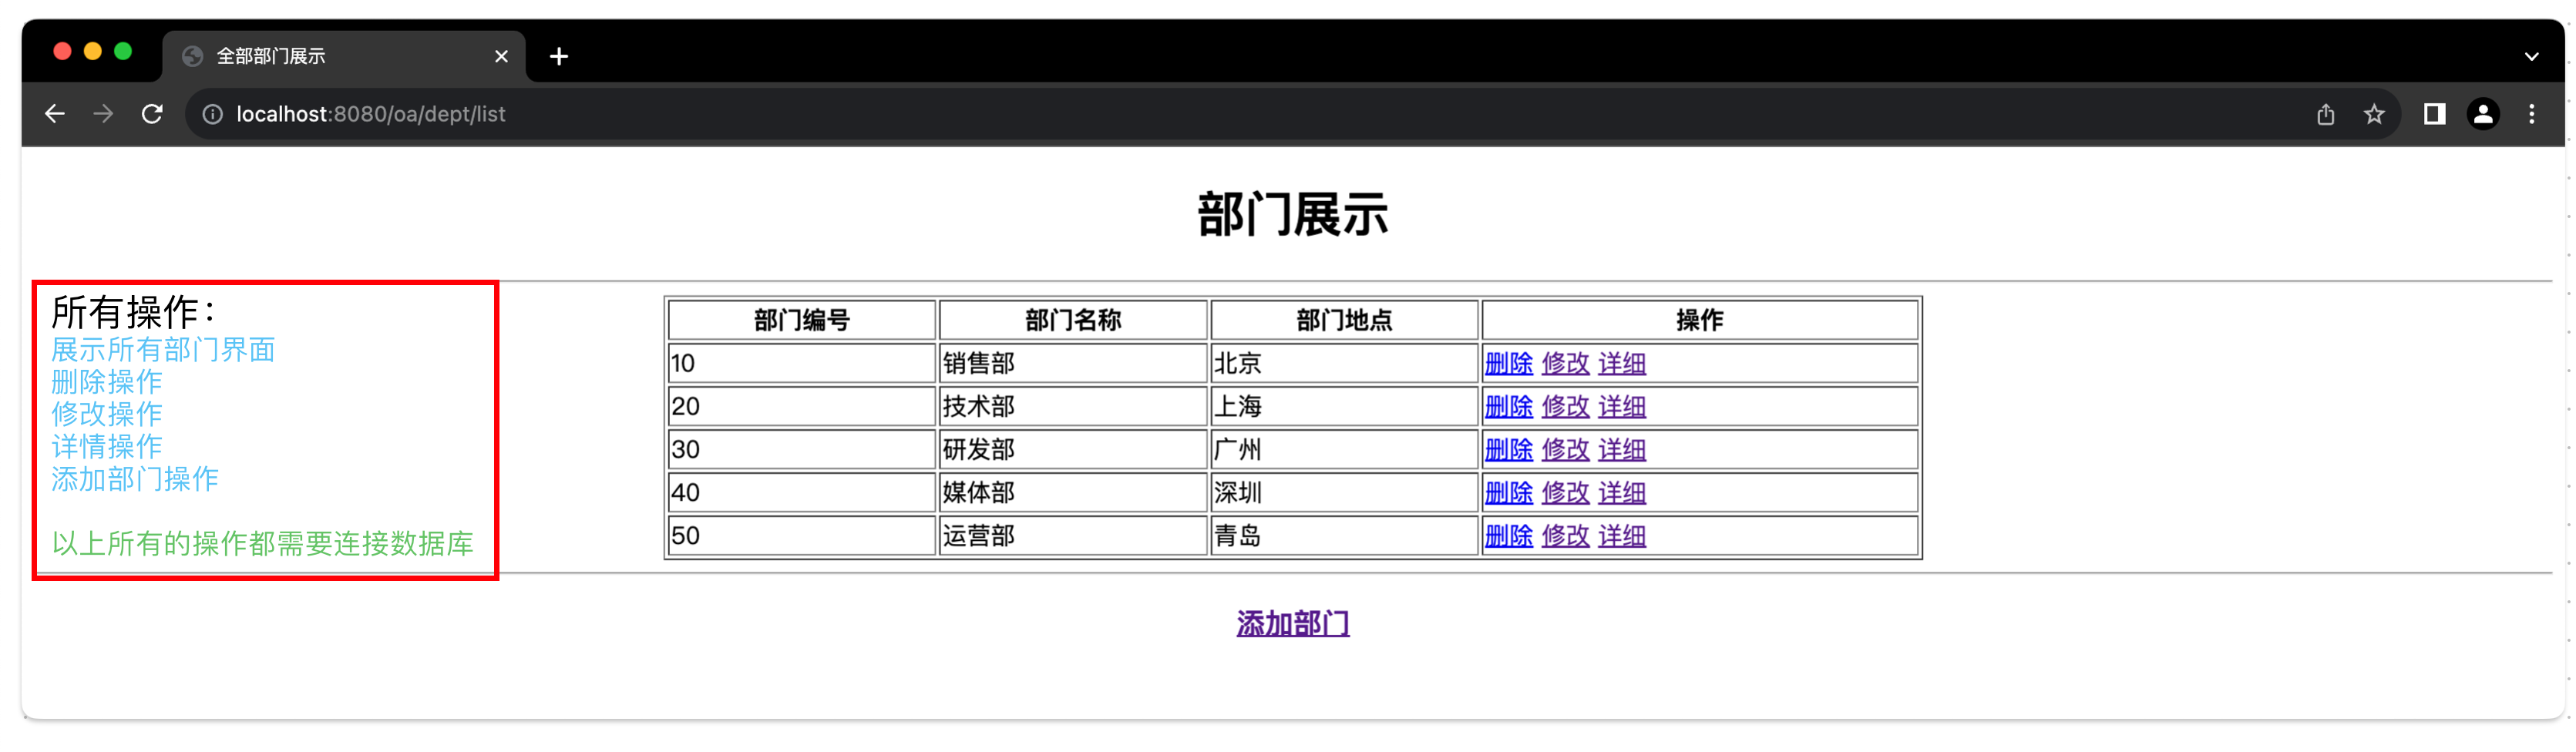 全部部门展示
localhost:8080/oa/dept/list
部门展示
所有操作：
展示所有部门界面
删除操作
修改操作
详情操作
添加部门操作
以上所有的操作都需要连接数据库
部门编号 部门名称 部门地点 操作
10 销售部 北京 删除 修改 详细
20 技术部 上海 删除 修改 详细
30 研发部 广州 删除 修改 详细
40 媒体部 深圳 删除 修改 详细
50 运营部 青岛 删除 修改 详细
添加部门